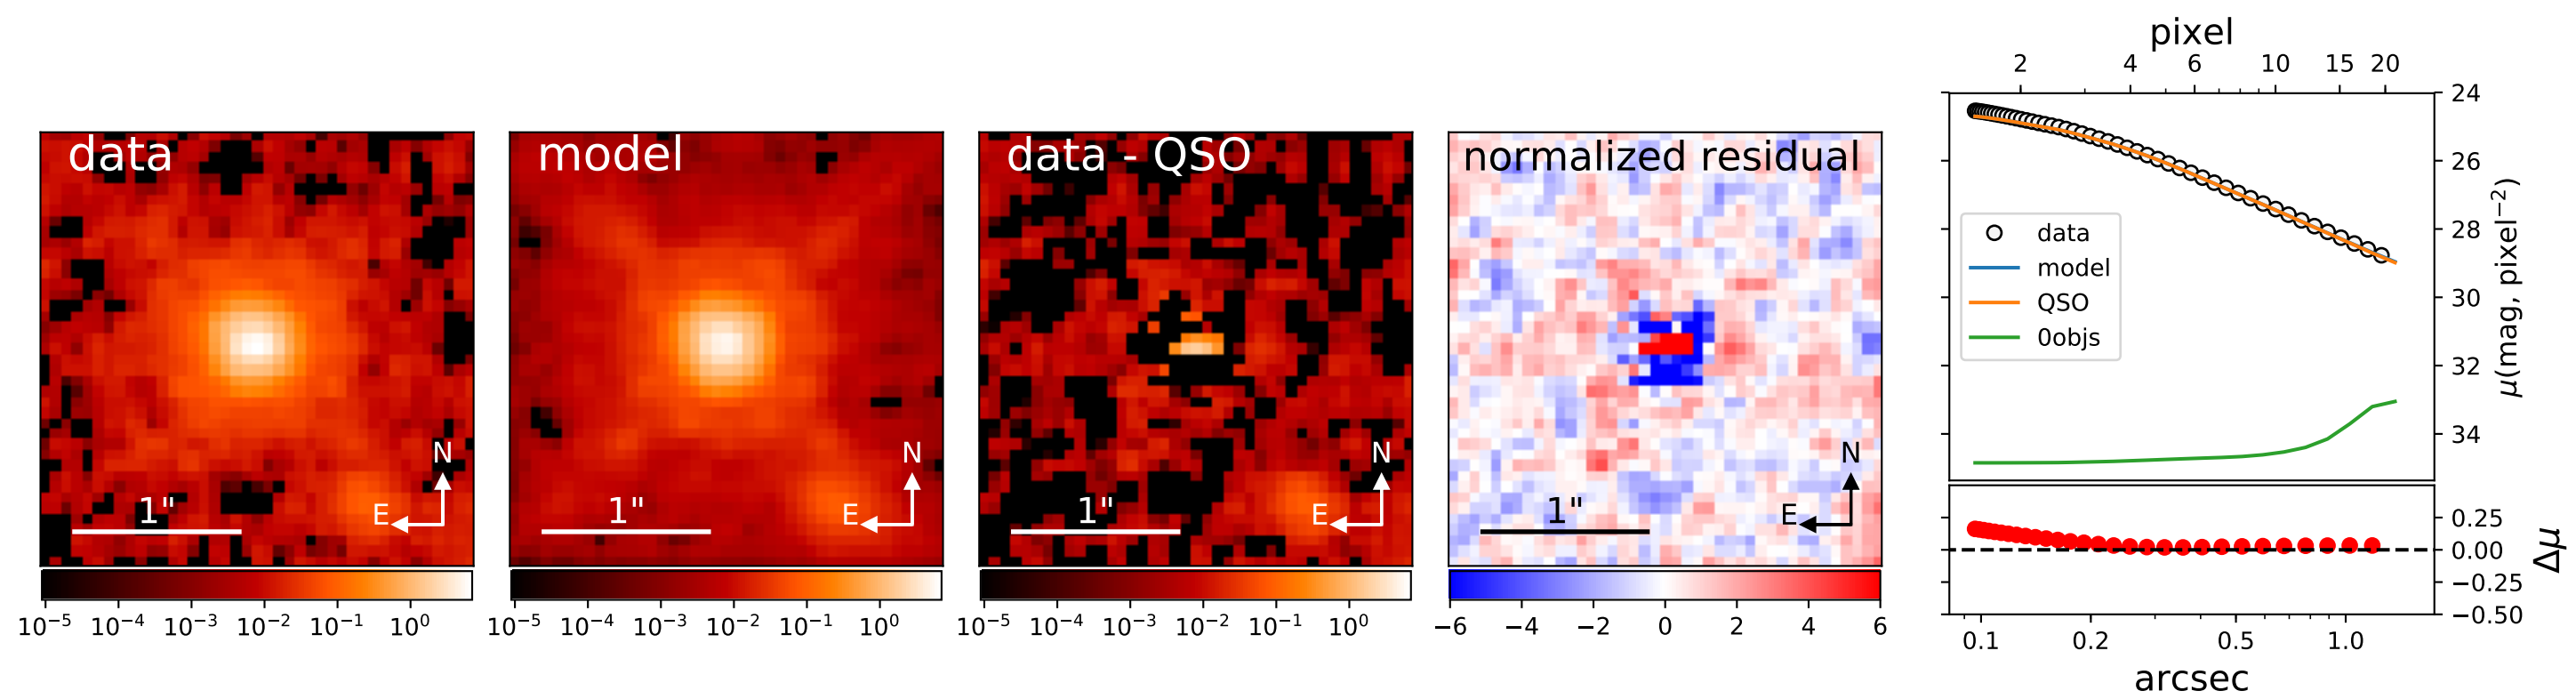 data
N
E
1"
10⁻⁵ 10⁻⁴ 10⁻³ 10⁻² 10⁻¹ 10⁰
model
N
E
1"
10⁻⁵ 10⁻⁴ 10⁻³ 10⁻² 10⁻¹ 10⁰
data - QSO
N
E
1"
10⁻⁵ 10⁻⁴ 10⁻³ 10⁻² 10⁻¹ 10⁰
normalized residual
N
E
1"
−6 −4 −2 0 2 4 6
pixel
2 4 6 10 15 20
24
26
28
30
32
34
μ(mag, pixel⁻²)
data
model
QSO
0objs
0.25
0.00
−0.25
−0.50
Δμ
0.1 0.2 0.5 1.0
arcsec